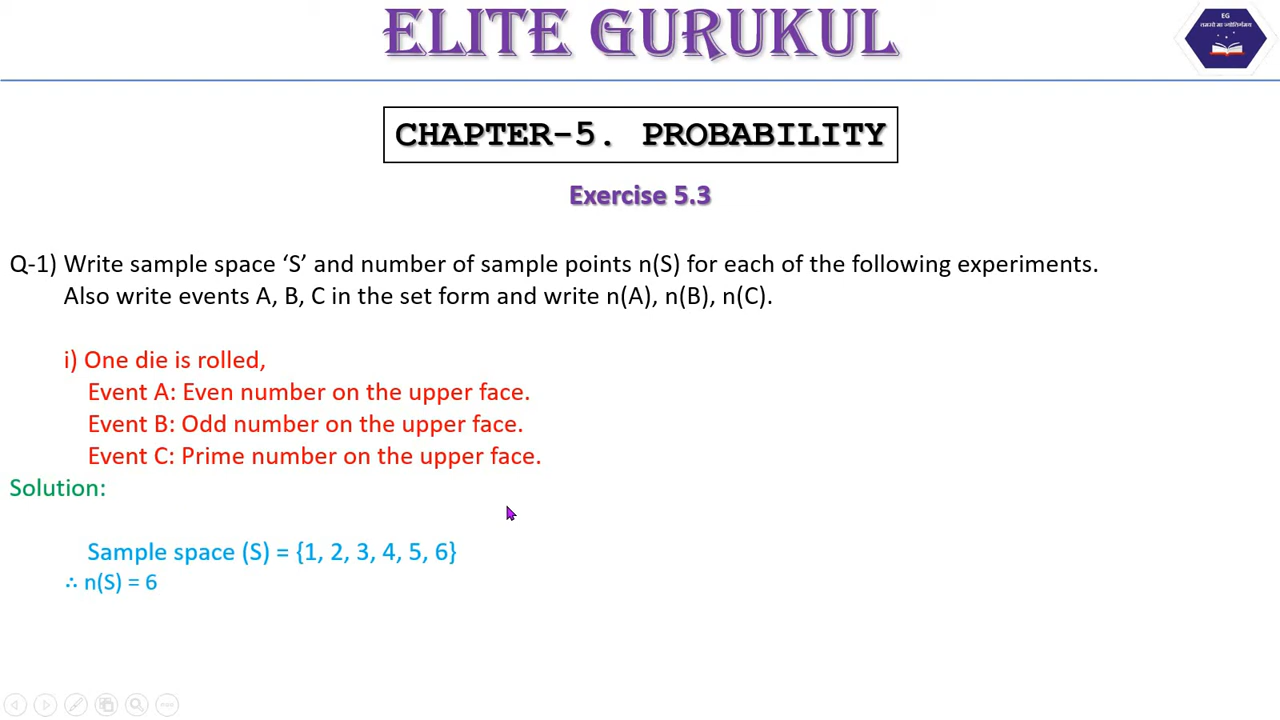 ELITE GURUKUL
EG
CHAPTER-5. PROBABILITY
Exercise 5.3
Q-1) Write sample space ‘S’ and number of sample points n(S) for each of the following experiments.
Also write events A, B, C in the set form and write n(A), n(B), n(C).
i) One die is rolled,
Event A: Even number on the upper face.
Event B: Odd number on the upper face.
Event C: Prime number on the upper face.
Solution:
Sample space (S) = {1, 2, 3, 4, 5, 6}
∴ n(S) = 6